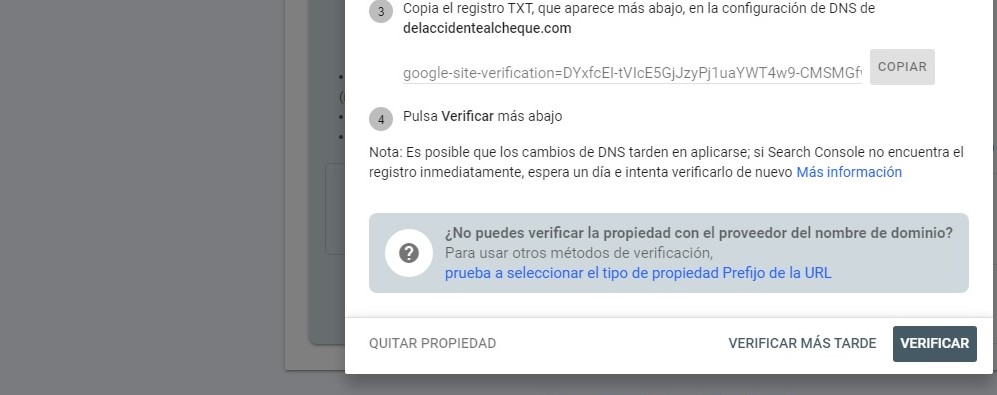 3 Copia el registro TXT, que aparece más abajo, en la configuración de DNS de
delaccidentealcheque.com
google-site-verification=DYxfcEI-tVIcE5GjJzyPj1uaYWT4w9-CMSMGf
COPIAR
4 Pulsa Verificar más abajo
Nota: Es posible que los cambios de DNS tarden en aplicarse; si Search Console no encuentra el
registro inmediatamente, espera un día e intenta verificarlo de nuevo Más información
¿No puedes verificar la propiedad con el proveedor del nombre de dominio?
Para usar otros métodos de verificación,
prueba a seleccionar el tipo de propiedad Prefijo de la URL
QUITAR PROPIEDAD
VERIFICAR MÁS TARDE
VERIFICAR